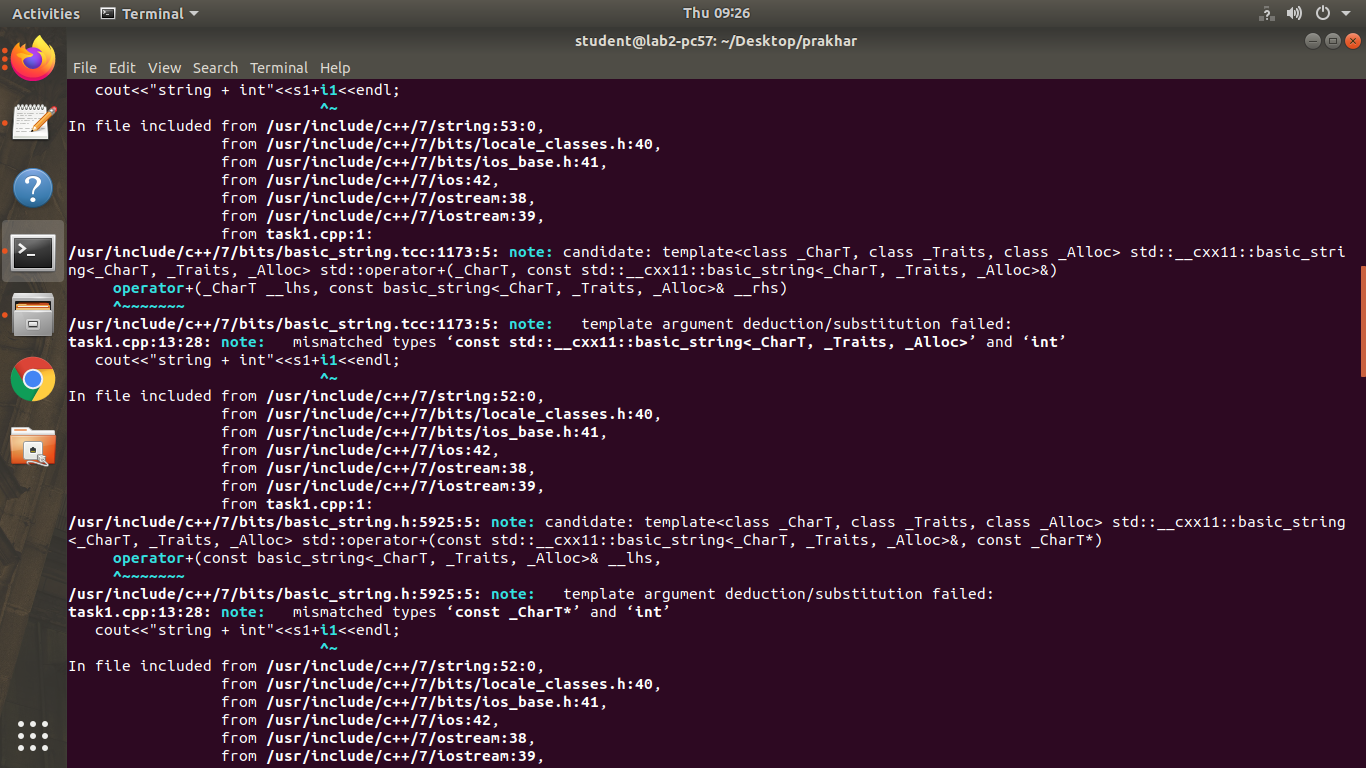 Activities Terminal Thu 09:26
student@lab2-pc57: ~/Desktop/prakhar
File Edit View Search Terminal Help
cout<<"string + int"<<s1+i1<<endl;
^~
In file included from /usr/include/c++/7/string:53:0,
from /usr/include/c++/7/bits/locale_classes.h:40,
from /usr/include/c++/7/bits/ios_base.h:41,
from /usr/include/c++/7/ios:42,
from /usr/include/c++/7/ostream:38,
from /usr/include/c++/7/iostream:39,
from task1.cpp:1:
/usr/include/c++/7/bits/basic_string.tcc:1173:5: note: candidate: template<class _CharT, class _Traits, class _Alloc> std::__cxx11::basic_stri
ng<_CharT, _Traits, _Alloc> std::operator+(_CharT, const std::__cxx11::basic_string<_CharT, _Traits, _Alloc>&)
operator+(_CharT __lhs, const basic_string<_CharT, _Traits, _Alloc>& __rhs)
^~~~~~~~
/usr/include/c++/7/bits/basic_string.tcc:1173:5: note:   template argument deduction/substitution failed:
task1.cpp:13:28: note:   mismatched types ‘const std::__cxx11::basic_string<_CharT, _Traits, _Alloc>’ and ‘int’
cout<<"string + int"<<s1+i1<<endl;
^~
In file included from /usr/include/c++/7/string:52:0,
from /usr/include/c++/7/bits/locale_classes.h:40,
from /usr/include/c++/7/bits/ios_base.h:41,
from /usr/include/c++/7/ios:42,
from /usr/include/c++/7/ostream:38,
from /usr/include/c++/7/iostream:39,
from task1.cpp:1:
/usr/include/c++/7/bits/basic_string.h:5925:5: note: candidate: template<class _CharT, class _Traits, class _Alloc> std::__cxx11::basic_string
<_CharT, _Traits, _Alloc> std::operator+(const std::__cxx11::basic_string<_CharT, _Traits, _Alloc>&, const _CharT*)
operator+(const basic_string<_CharT, _Traits, _Alloc>& __lhs,
^~~~~~~~
/usr/include/c++/7/bits/basic_string.h:5925:5: note:   template argument deduction/substitution failed:
task1.cpp:13:28: note:   mismatched types ‘const _CharT*’ and ‘int’
cout<<"string + int"<<s1+i1<<endl;
^~
In file included from /usr/include/c++/7/string:52:0,
from /usr/include/c++/7/bits/locale_classes.h:40,
from /usr/include/c++/7/bits/ios_base.h:41,
from /usr/include/c++/7/ios:42,
from /usr/include/c++/7/ostream:38,
from /usr/include/c++/7/iostream:39,